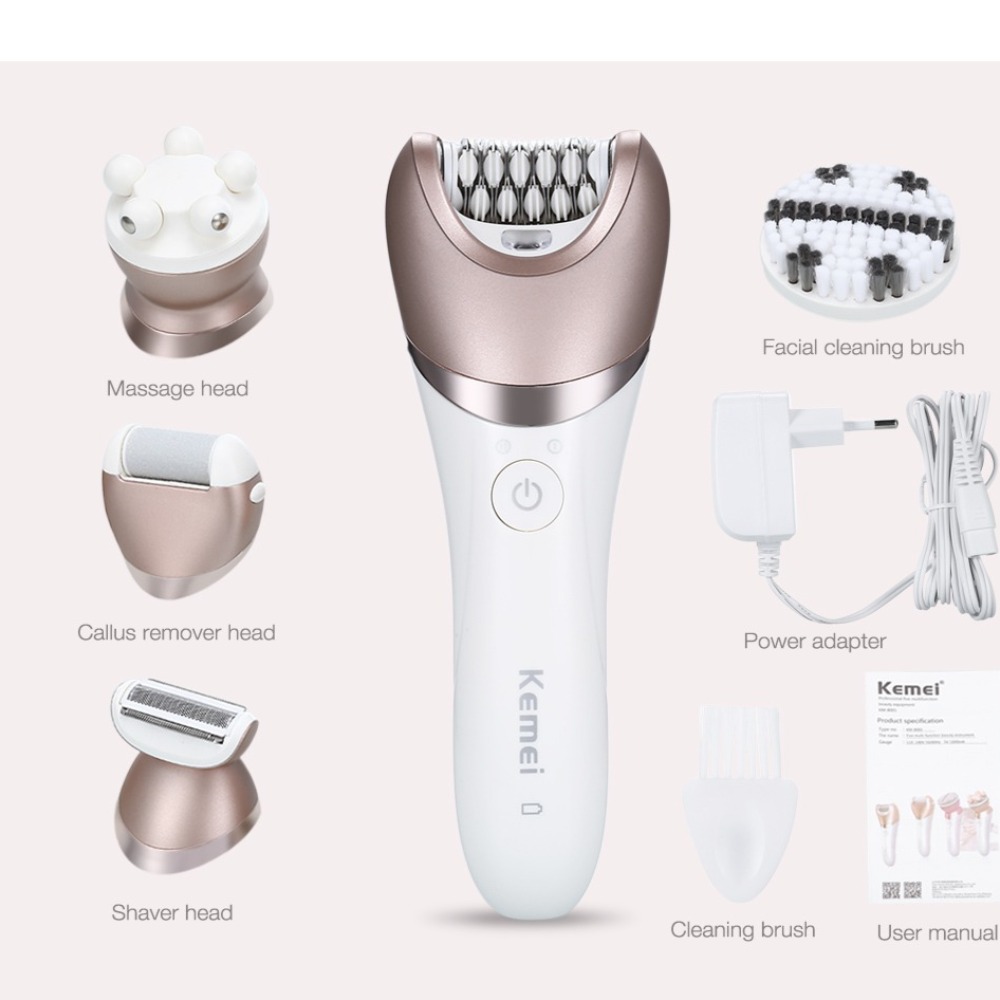 Massage head
Callus remover head
Shaver head
Kemei
Facial cleaning brush
Power adapter
Cleaning brush
Kemei®
Product specification
User manual